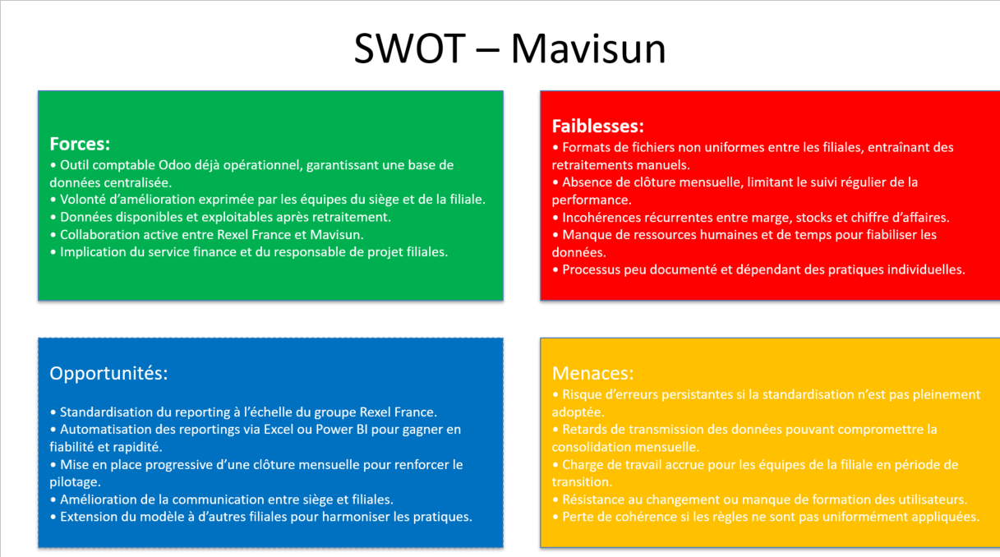 SWOT – Mavisun
Forces:
• Outil comptable Odoo déjà opérationnel, garantissant une base de
données centralisée.
• Volonté d’amélioration exprimée par les équipes du siège et de la filiale.
• Données disponibles et exploitables après retraitement.
• Collaboration active entre Rexel France et Mavisun.
• Implication du service finance et du responsable de projet filiales.
Faiblesses:
• Formats de fichiers non uniformes entre les filiales, entraînant des
retraitements manuels.
• Absence de clôture mensuelle, limitant le suivi régulier de la
performance.
• Incohérences récurrentes entre marge, stocks et chiffre d’affaires.
• Manque de ressources humaines et de temps pour fiabiliser les
données.
• Processus peu documenté et dépendant des pratiques individuelles.
Opportunités:
• Standardisation du reporting à l’échelle du groupe Rexel France.
• Automatisation des reportings via Excel ou Power BI pour gagner en
fiabilité et rapidité.
• Mise en place progressive d’une clôture mensuelle pour renforcer le
pilotage.
• Amélioration de la communication entre siège et filiales.
• Extension du modèle à d’autres filiales pour harmoniser les pratiques.
Menaces:
• Risque d’erreurs persistantes si la standardisation n’est pas pleinement
adoptée.
• Retards de transmission des données pouvant compromettre la
consolidation mensuelle.
• Charge de travail accrue pour les équipes de la filiale en période de
transition.
• Résistance au changement ou manque de formation des utilisateurs.
• Perte de cohérence si les règles ne sont pas uniformément appliquées.